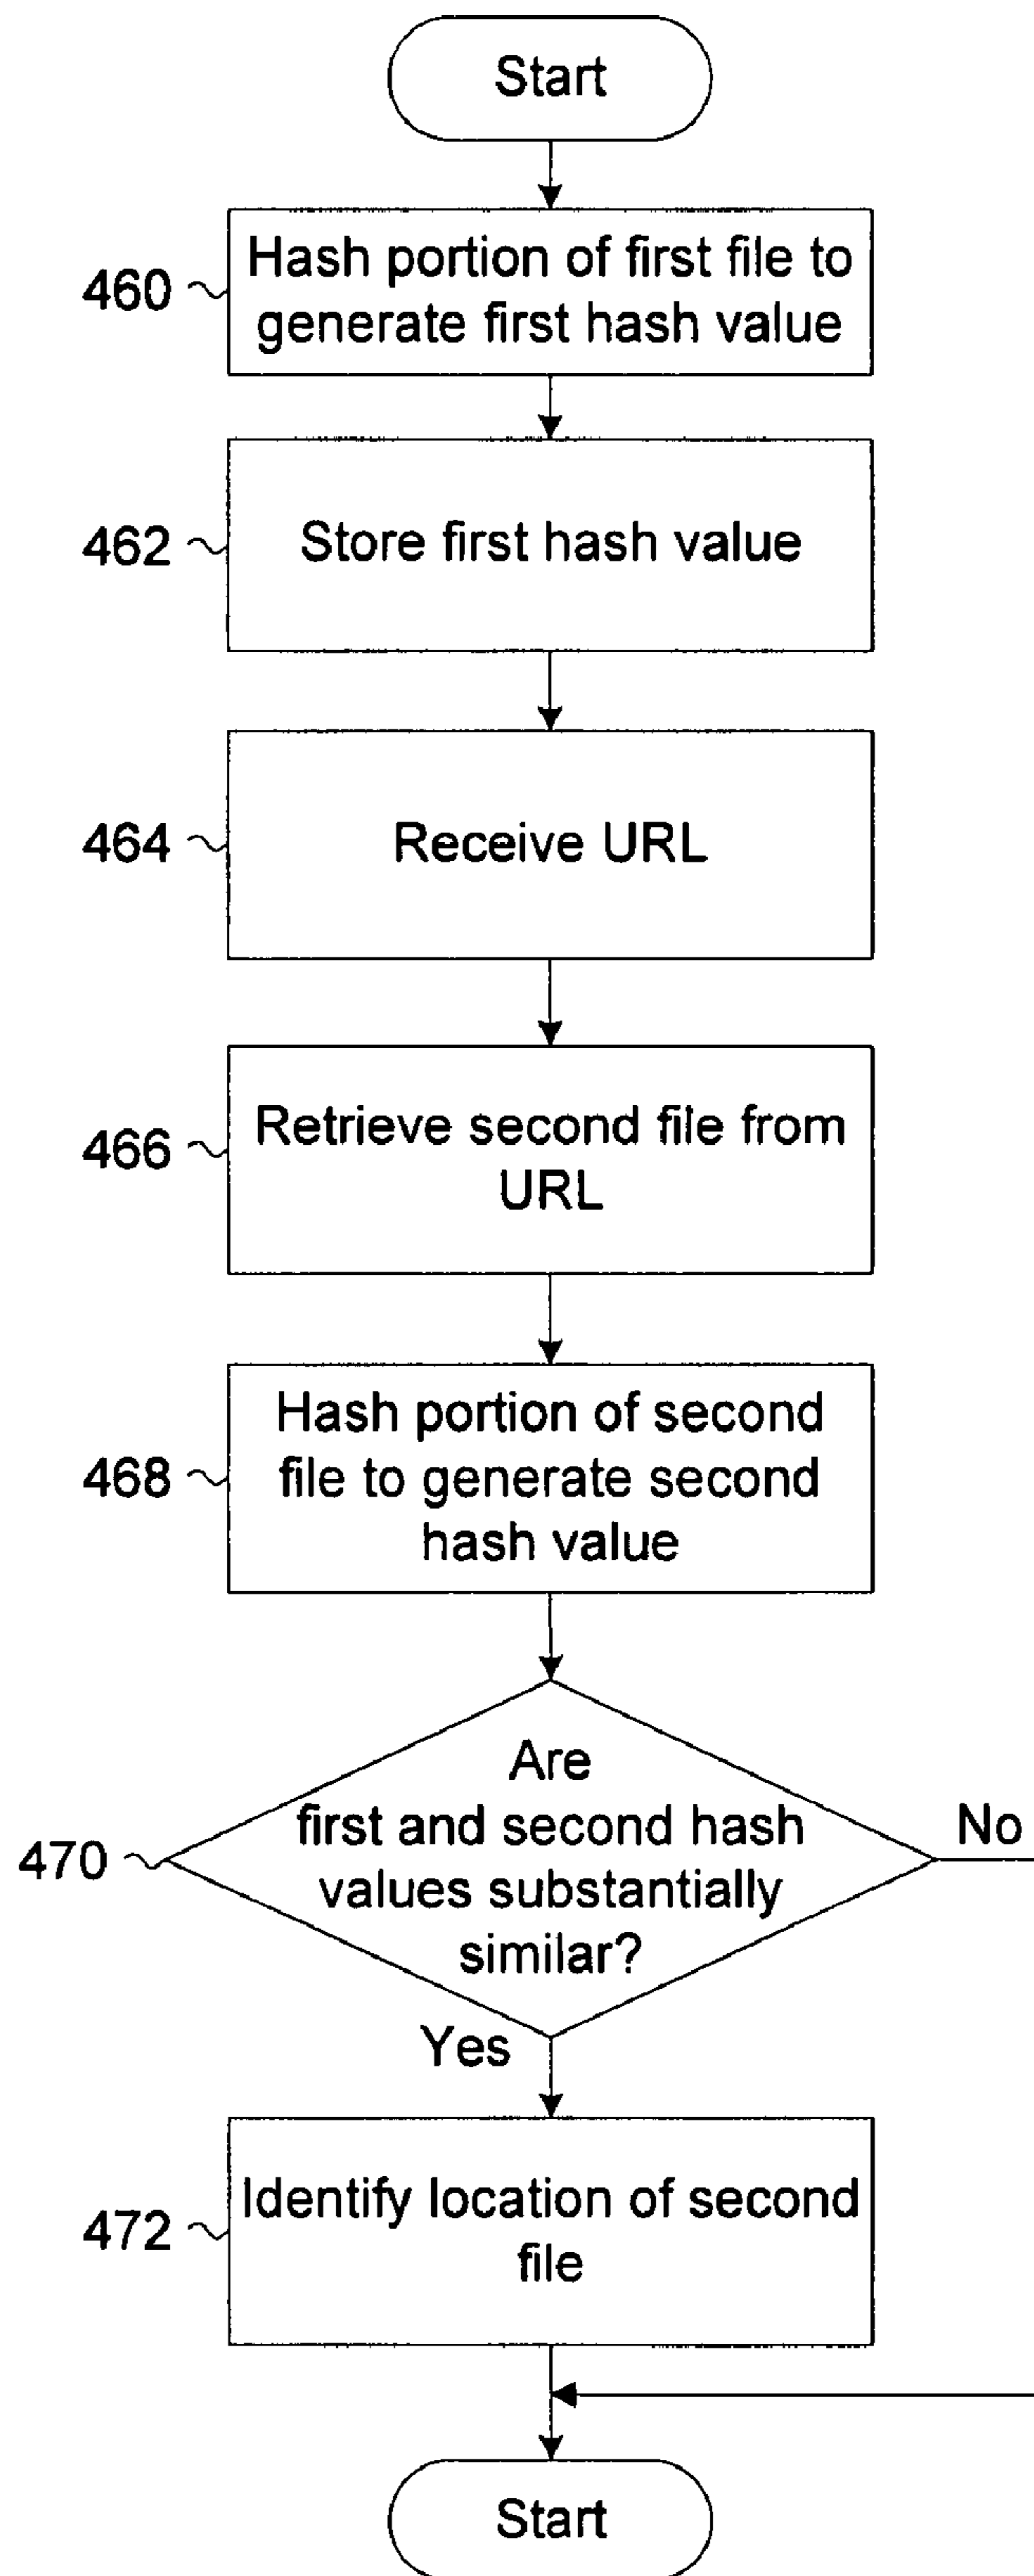 Start
460
Hash portion of first file to
generate first hash value
462
Store first hash value
464
Receive URL
466
Retrieve second file from
URL
468
Hash portion of second
file to generate second
hash value
470
Are
first and second hash
values substantially
similar?
No
Yes
472
Identify location of second
file
Start